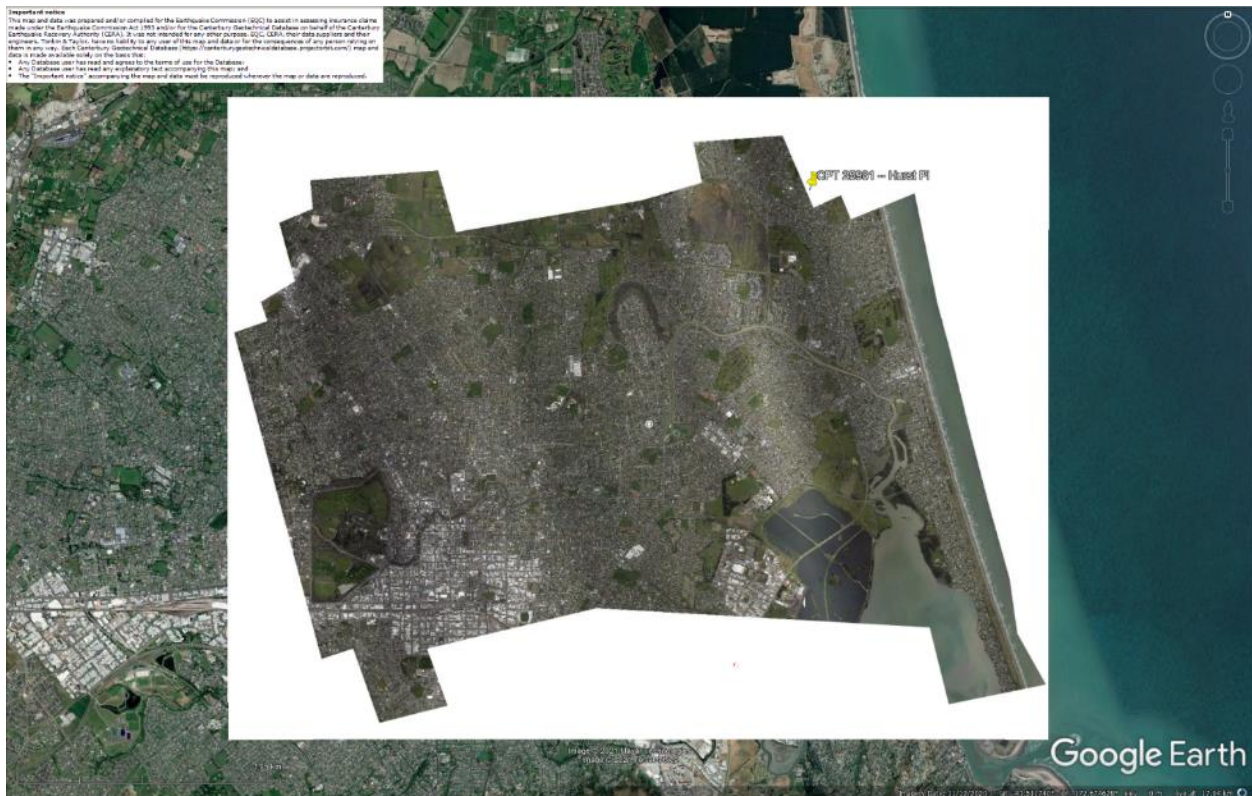 Important notice
This map and data was prepared and/or compiled for the Earthquake Commission (EQC) to assist in assessing insurance claims
made under the Earthquake Commission Act 1993 and/or for the Canterbury Geotechnical Database on behalf of the Canterbury
Earthquake Recovery Authority (CERA). It was not intended for any other purpose. EQC, CERA, their data suppliers and their
engineers, Tonkin & Taylor, have no liability to any user of this map and data or for the consequences of any person relying on
them in any way. Each Canterbury Geotechnical Database (https://canterburygeotechnicaldatabase.projectorbit.com/) map and
data is made available solely on the basis that:
• Any Database user has read and agrees to the terms of use for the Database;
• Any Database user has read any explanatory text accompanying this map; and
• The "Important notice" accompanying the map and data must be reproduced wherever the map or data are reproduced.
N
– Hurst Pl
Google Earth